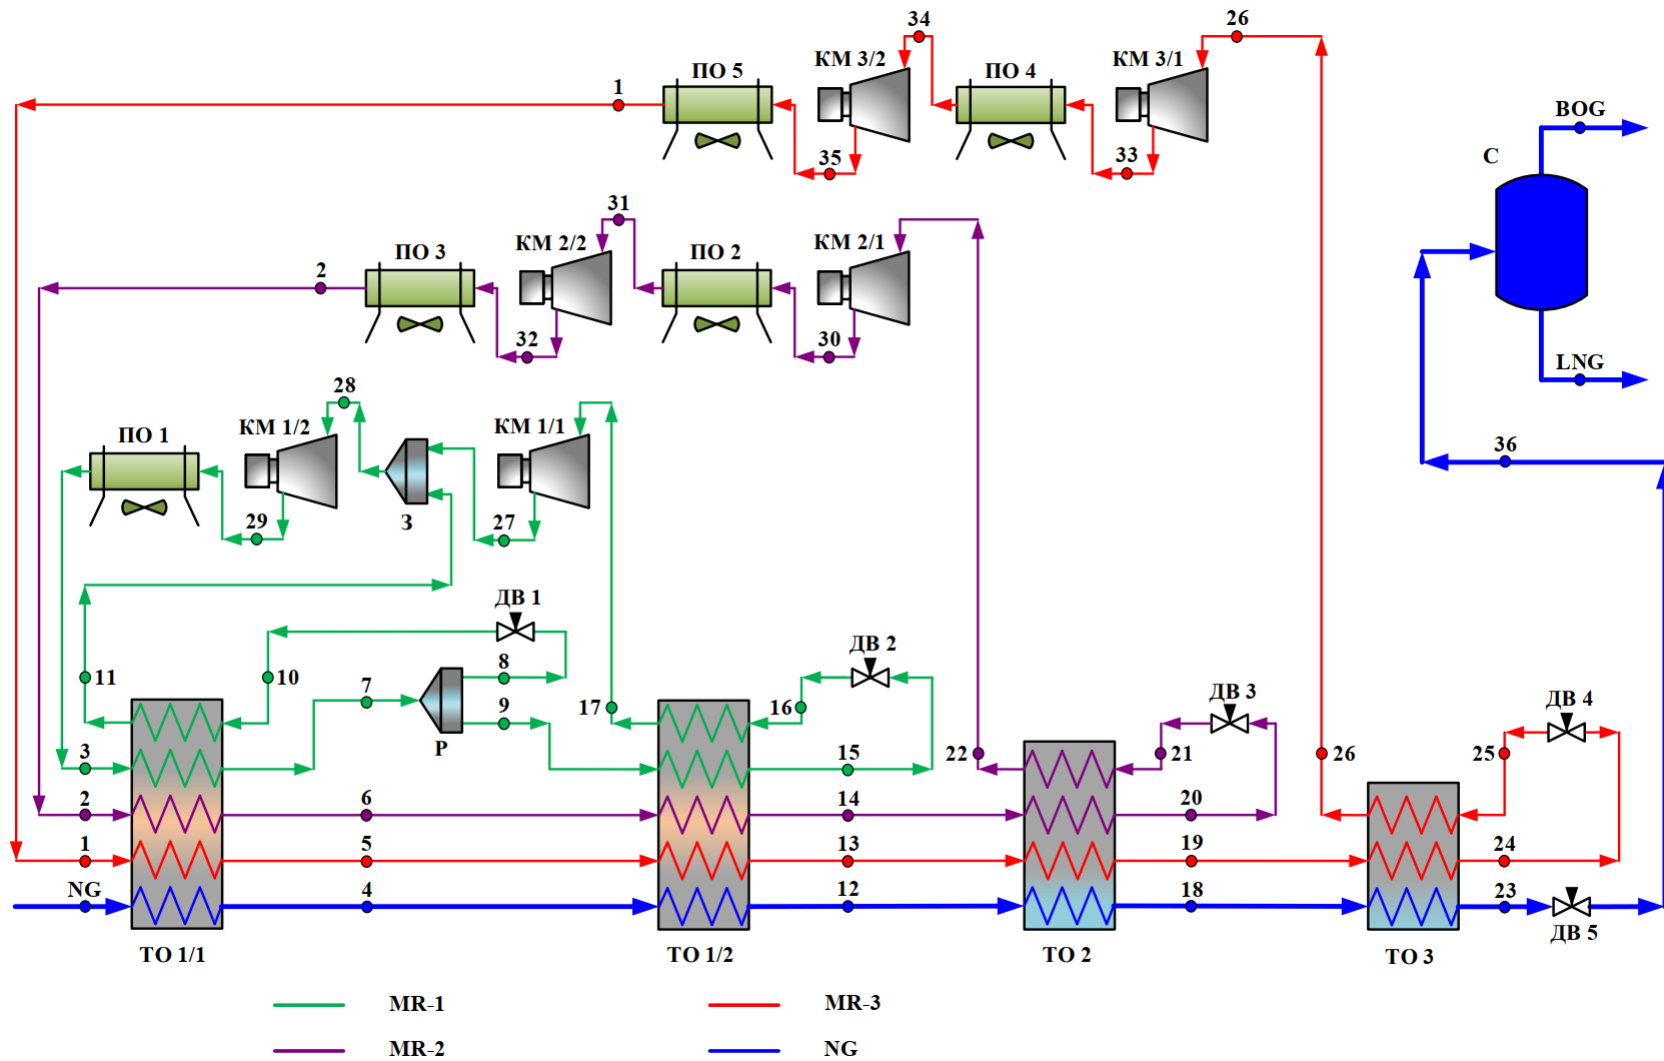 34
26
КМ 3/2
КМ 3/1
ПО 5
ПО 4
1
BOG
С
35
33
31
КМ 2/2
КМ 2/1
ПО 3
ПО 2
2
32
30
LNG
28
КМ 1/2
КМ 1/1
ПО 1
36
З
29
27
ДВ 1
ДВ 2
8
11
10
7
9
17
16
ДВ 3
ДВ 4
Р
3
15
22
21
26
25
2
6
14
20
1
5
13
19
24
NG
4
12
18
23
ДВ 5
ТО 1/1
ТО 1/2
ТО 2
ТО 3
MR-1
MR-3
MR-2
NG